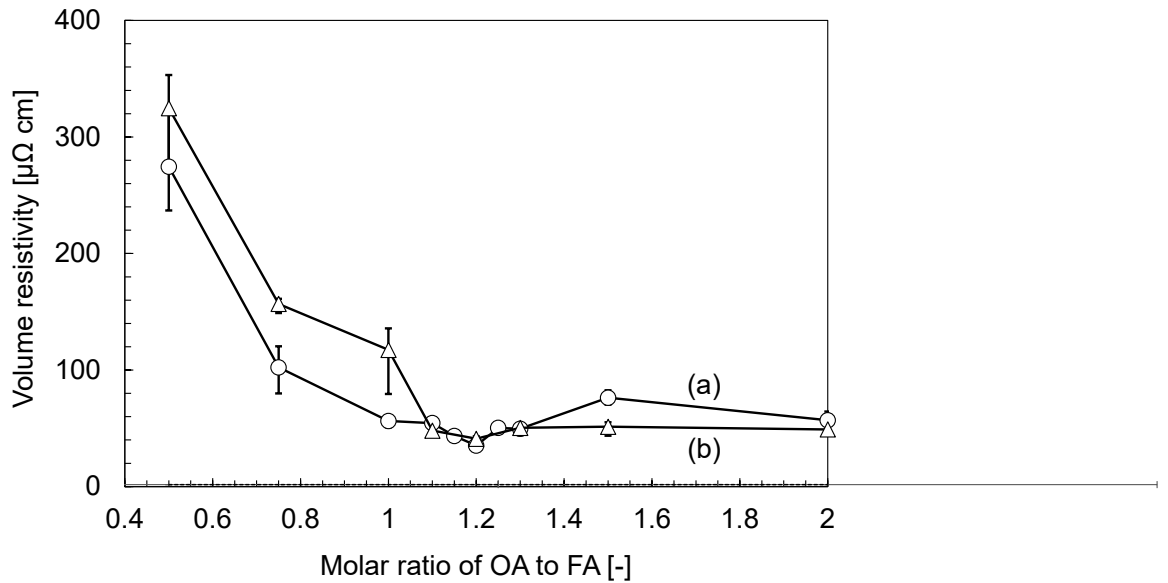 400
300
200
100
0
Volume resistivity [µΩ cm]
(a)
(b)
0.4 0.6 0.8 1 1.2 1.4 1.6 1.8 2
Molar ratio of OA to FA [-]